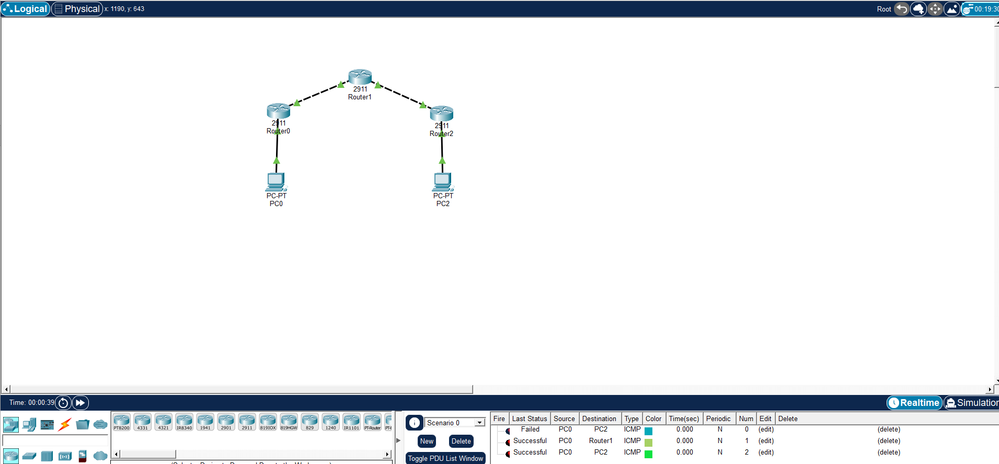 Logical Physical x: 1190, y: 643 Root 00:19:30
2911
Router1
2911
Router0
2911
Router2
PC-PT
PC0
PC-PT
PC2
Time: 00:00:39 Realtime Simulation
PT8200 4331 4321 IR8340 1941 2901 2911 819IOX 819HGW 829 1240 IR1101 PT-Router
Scenario 0
New Delete
Toggle PDU List Window
Fire Last Status Source Destination Type Color Time(sec) Periodic Num Edit Delete
Failed PC0 PC2 ICMP 0.000 N 0 (edit) (delete)
Successful PC0 Router1 ICMP 0.000 N 1 (edit) (delete)
Successful PC0 PC2 ICMP 0.000 N 2 (edit) (delete)